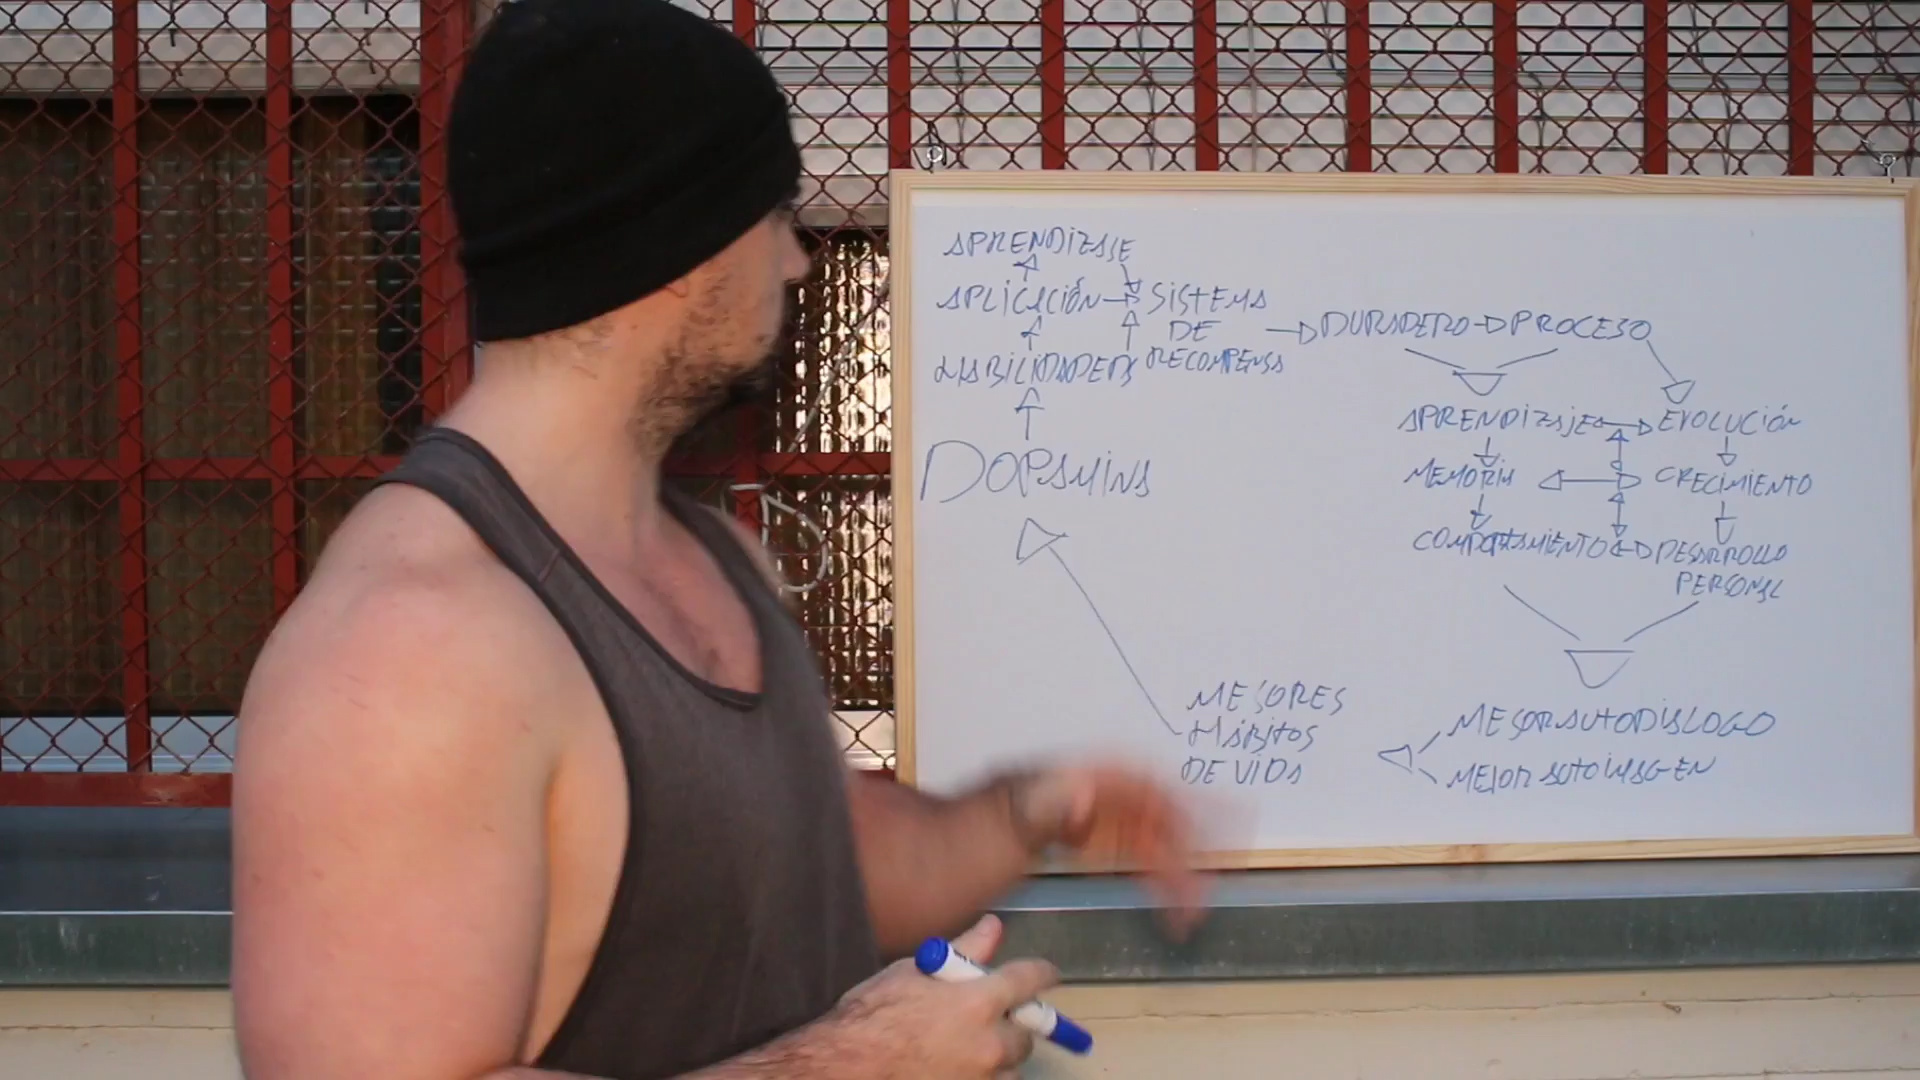 APRENDIZAJE
APLICACIÓN
HABILIDADES
DOPAMINA
SISTEMA
DE
RECOMPENSA
DURADERO PROCESO
APRENDIZAJE EVOLUCIÓN
MEMORIA CRECIMIENTO
COMPORTAMIENTO DESARROLLO
PERSONAL
MEJOR AUTODIALOGO
MEJOR AUTOIMAGEN
MEJORES
HÁBITOS
DE VIDA